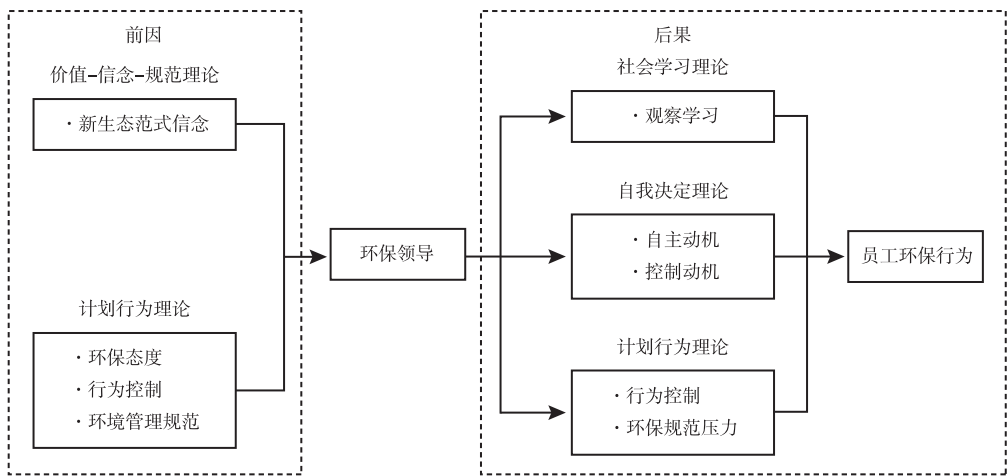 前因
价值-信念-规范理论
·新生态范式信念
计划行为理论
·环保态度
·行为控制
·环境管理规范
环保领导
后果
社会学习理论
·观察学习
自我决定理论
·自主动机
·控制动机
计划行为理论
·行为控制
·环保规范压力
员工环保行为